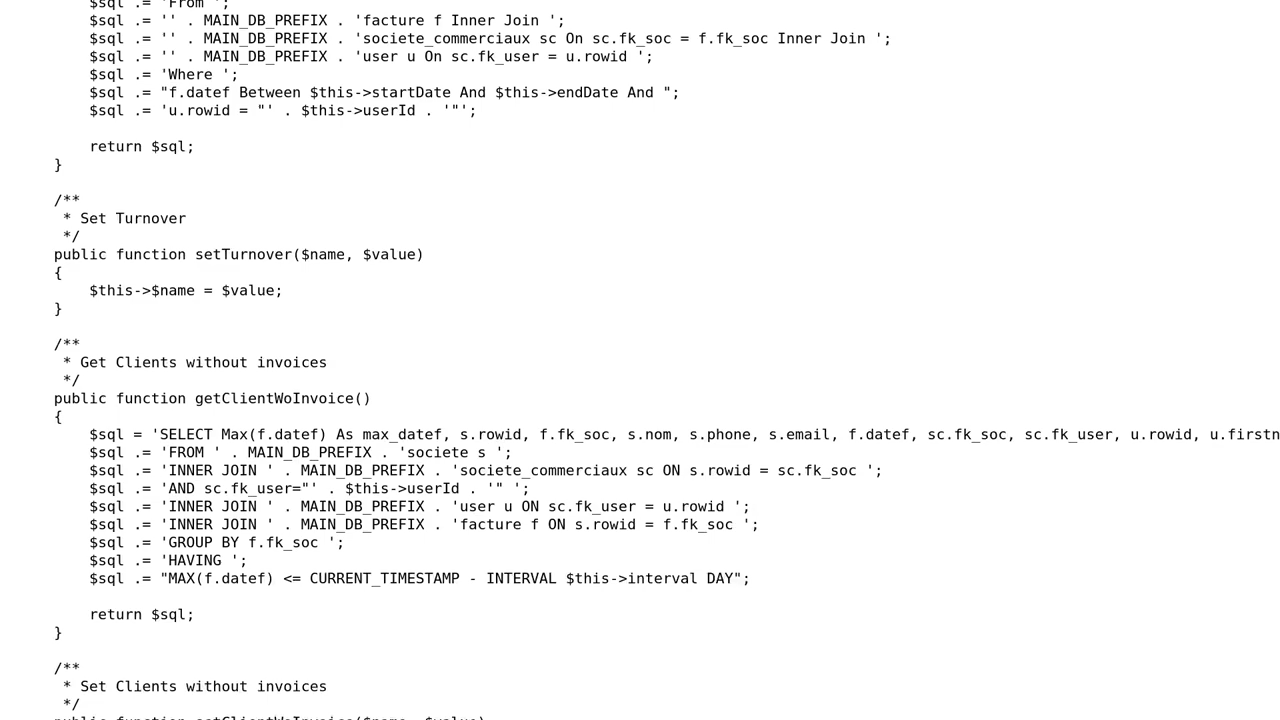 $sql .= 'From ';
$sql .= '' . MAIN_DB_PREFIX . 'facture f Inner Join ';
$sql .= '' . MAIN_DB_PREFIX . 'societe_commerciaux sc On sc.fk_soc = f.fk_soc Inner Join ';
$sql .= '' . MAIN_DB_PREFIX . 'user u On sc.fk_user = u.rowid ';
$sql .= 'Where ';
$sql .= "f.datef Between $this->startDate And $this->endDate And ";
$sql .= 'u.rowid = "' . $this->userId . '"';
return $sql;
}
/**
* Set Turnover
*/
public function setTurnover($name, $value)
{
$this->$name = $value;
}
/**
* Get Clients without invoices
*/
public function getClientWoInvoice()
{
$sql = 'SELECT Max(f.datef) As max_datef, s.rowid, f.fk_soc, s.nom, s.phone, s.email, f.datef, sc.fk_soc, sc.fk_user, u.rowid, u.firstn
$sql .= 'FROM ' . MAIN_DB_PREFIX . 'societe s ';
$sql .= 'INNER JOIN ' . MAIN_DB_PREFIX . 'societe_commerciaux sc ON s.rowid = sc.fk_soc ';
$sql .= 'AND sc.fk_user="' . $this->userId . '" ';
$sql .= 'INNER JOIN ' . MAIN_DB_PREFIX . 'user u ON sc.fk_user = u.rowid ';
$sql .= 'INNER JOIN ' . MAIN_DB_PREFIX . 'facture f ON s.rowid = f.fk_soc ';
$sql .= 'GROUP BY f.fk_soc ';
$sql .= 'HAVING ';
$sql .= "MAX(f.datef) <= CURRENT_TIMESTAMP - INTERVAL $this->interval DAY";
return $sql;
}
/**
* Set Clients without invoices
*/
public function setClientWoInvoice($name, $value)